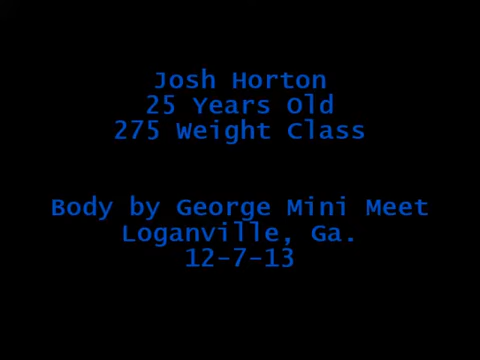 Josh Horton
25 Years Old
275 Weight Class
Body by George Mini Meet
Loganville, Ga.
12-7-13